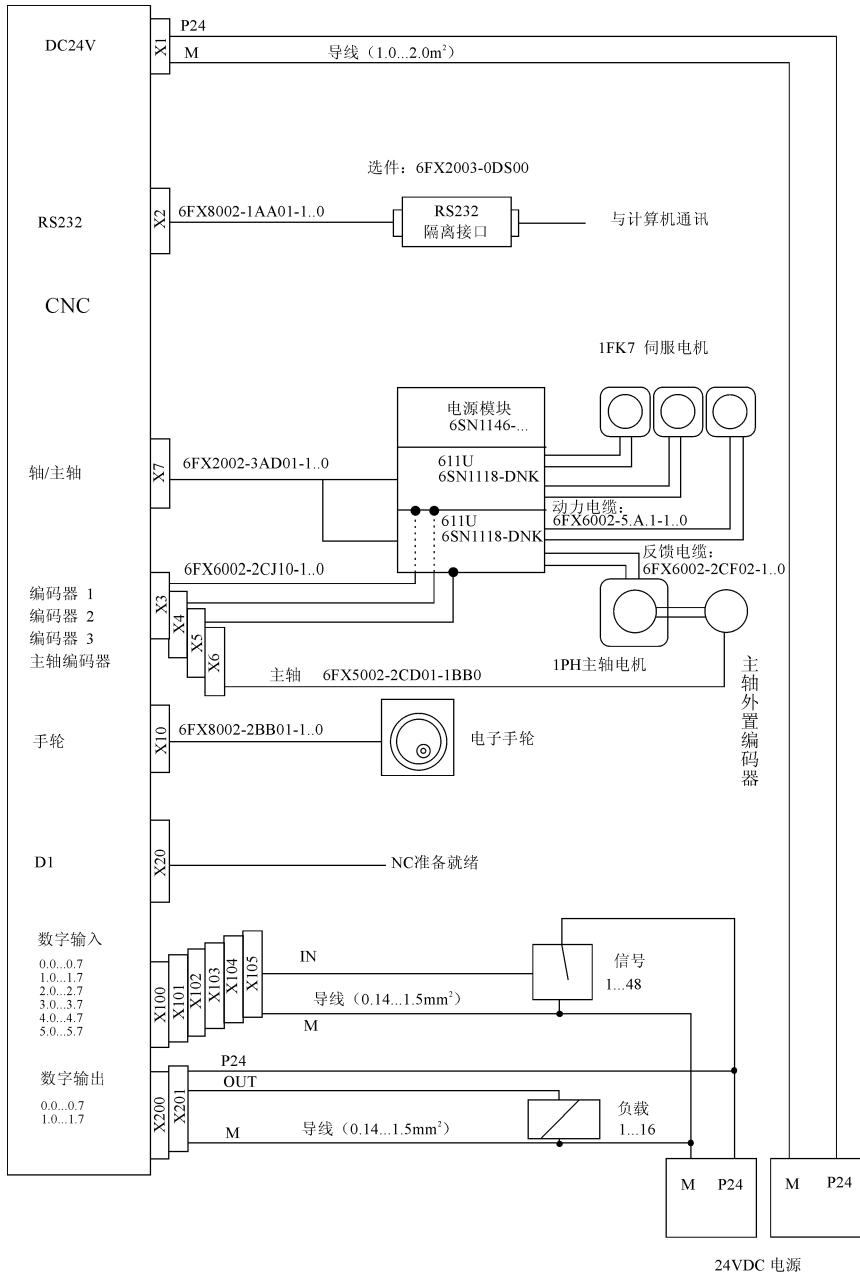 DC24V
X1
P24
M
导线（1.0...2.0m²）
选件：6FX2003-0DS00
RS232
X2
6FX8002-1AA01-1..0
RS232
隔离接口
与计算机通讯
CNC
1FK7 伺服电机
电源模块
6SN1146-...
轴/主轴
X7
6FX2002-3AD01-1..0
611U
6SN1118-DNK
动力电缆：
6FX6002-5.A.1-1..0
611U
6SN1118-DNK
反馈电缆：
6FX6002-2CF02-1..0
6FX6002-2CJ10-1..0
编码器 1
编码器 2
编码器 3
主轴编码器
X3
X4
X5
X6
主轴 6FX5002-2CD01-1BB0
1PH主轴电机
主轴外置编码器
手轮
X10
6FX8002-2BB01-1..0
电子手轮
D1
X20
NC准备就绪
数字输入
0.0...0.7
1.0...1.7
2.0...2.7
3.0...3.7
4.0...4.7
5.0...5.7
X100
X101
X102
X103
X104
X105
IN
导线（0.14...1.5mm²）
M
信号
1...48
数字输出
0.0...0.7
1.0...1.7
X200
X201
P24
OUT
M
导线（0.14...1.5mm²）
负载
1...16
M P24
M P24
24VDC 电源